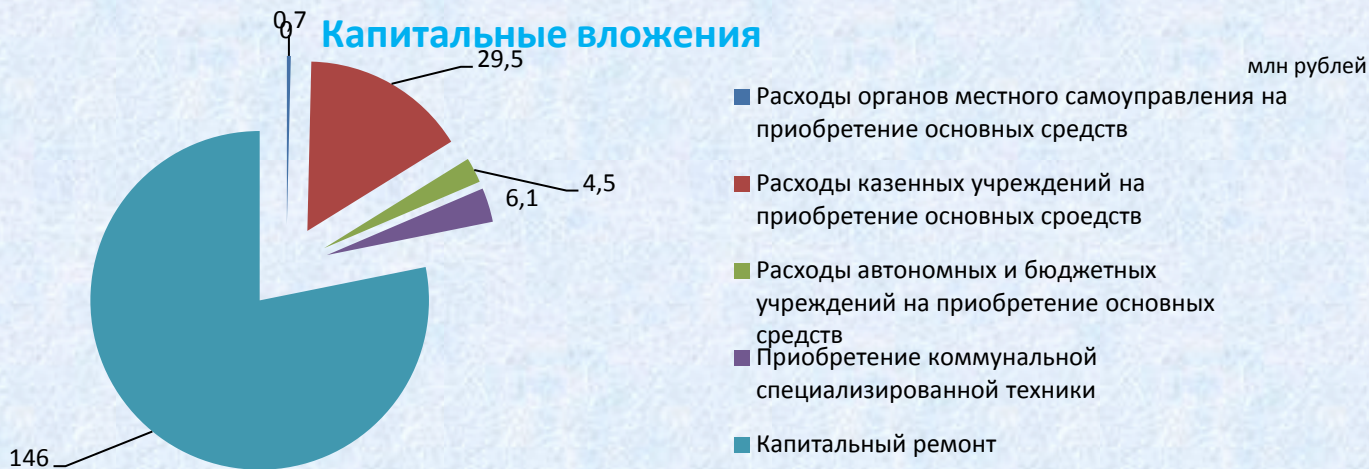 0,7
0
Капитальные вложения
29,5
млн рублей
4,5
6,1
146
Расходы органов местного самоуправления на
приобретение основных средств
Расходы казенных учреждений на
приобретение основных сроедств
Расходы автономных и бюджетных
учреждений на приобретение основных
средств
Приобретение коммунальной
специализированной техники
Капитальный ремонт